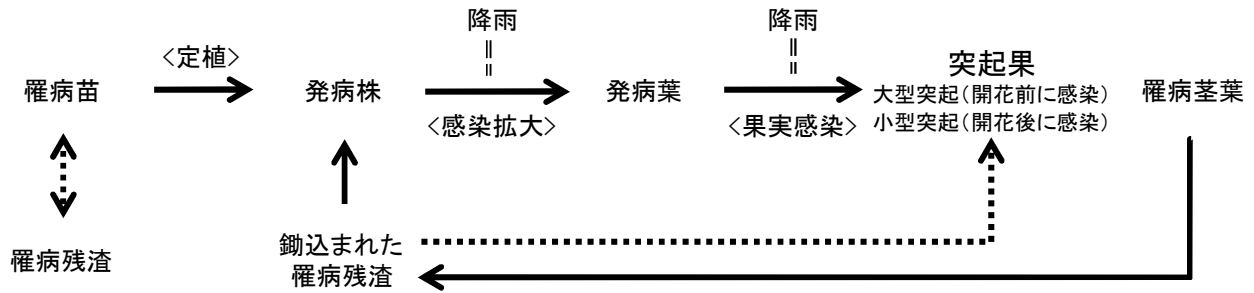 降雨
降雨
〈定植〉
罹病苗
発病株
発病葉
突起果
大型突起（開花前に感染）
小型突起（開花後に感染）
罹病茎葉
〈感染拡大〉
〈果実感染〉
罹病残渣
鋤込まれた
罹病残渣